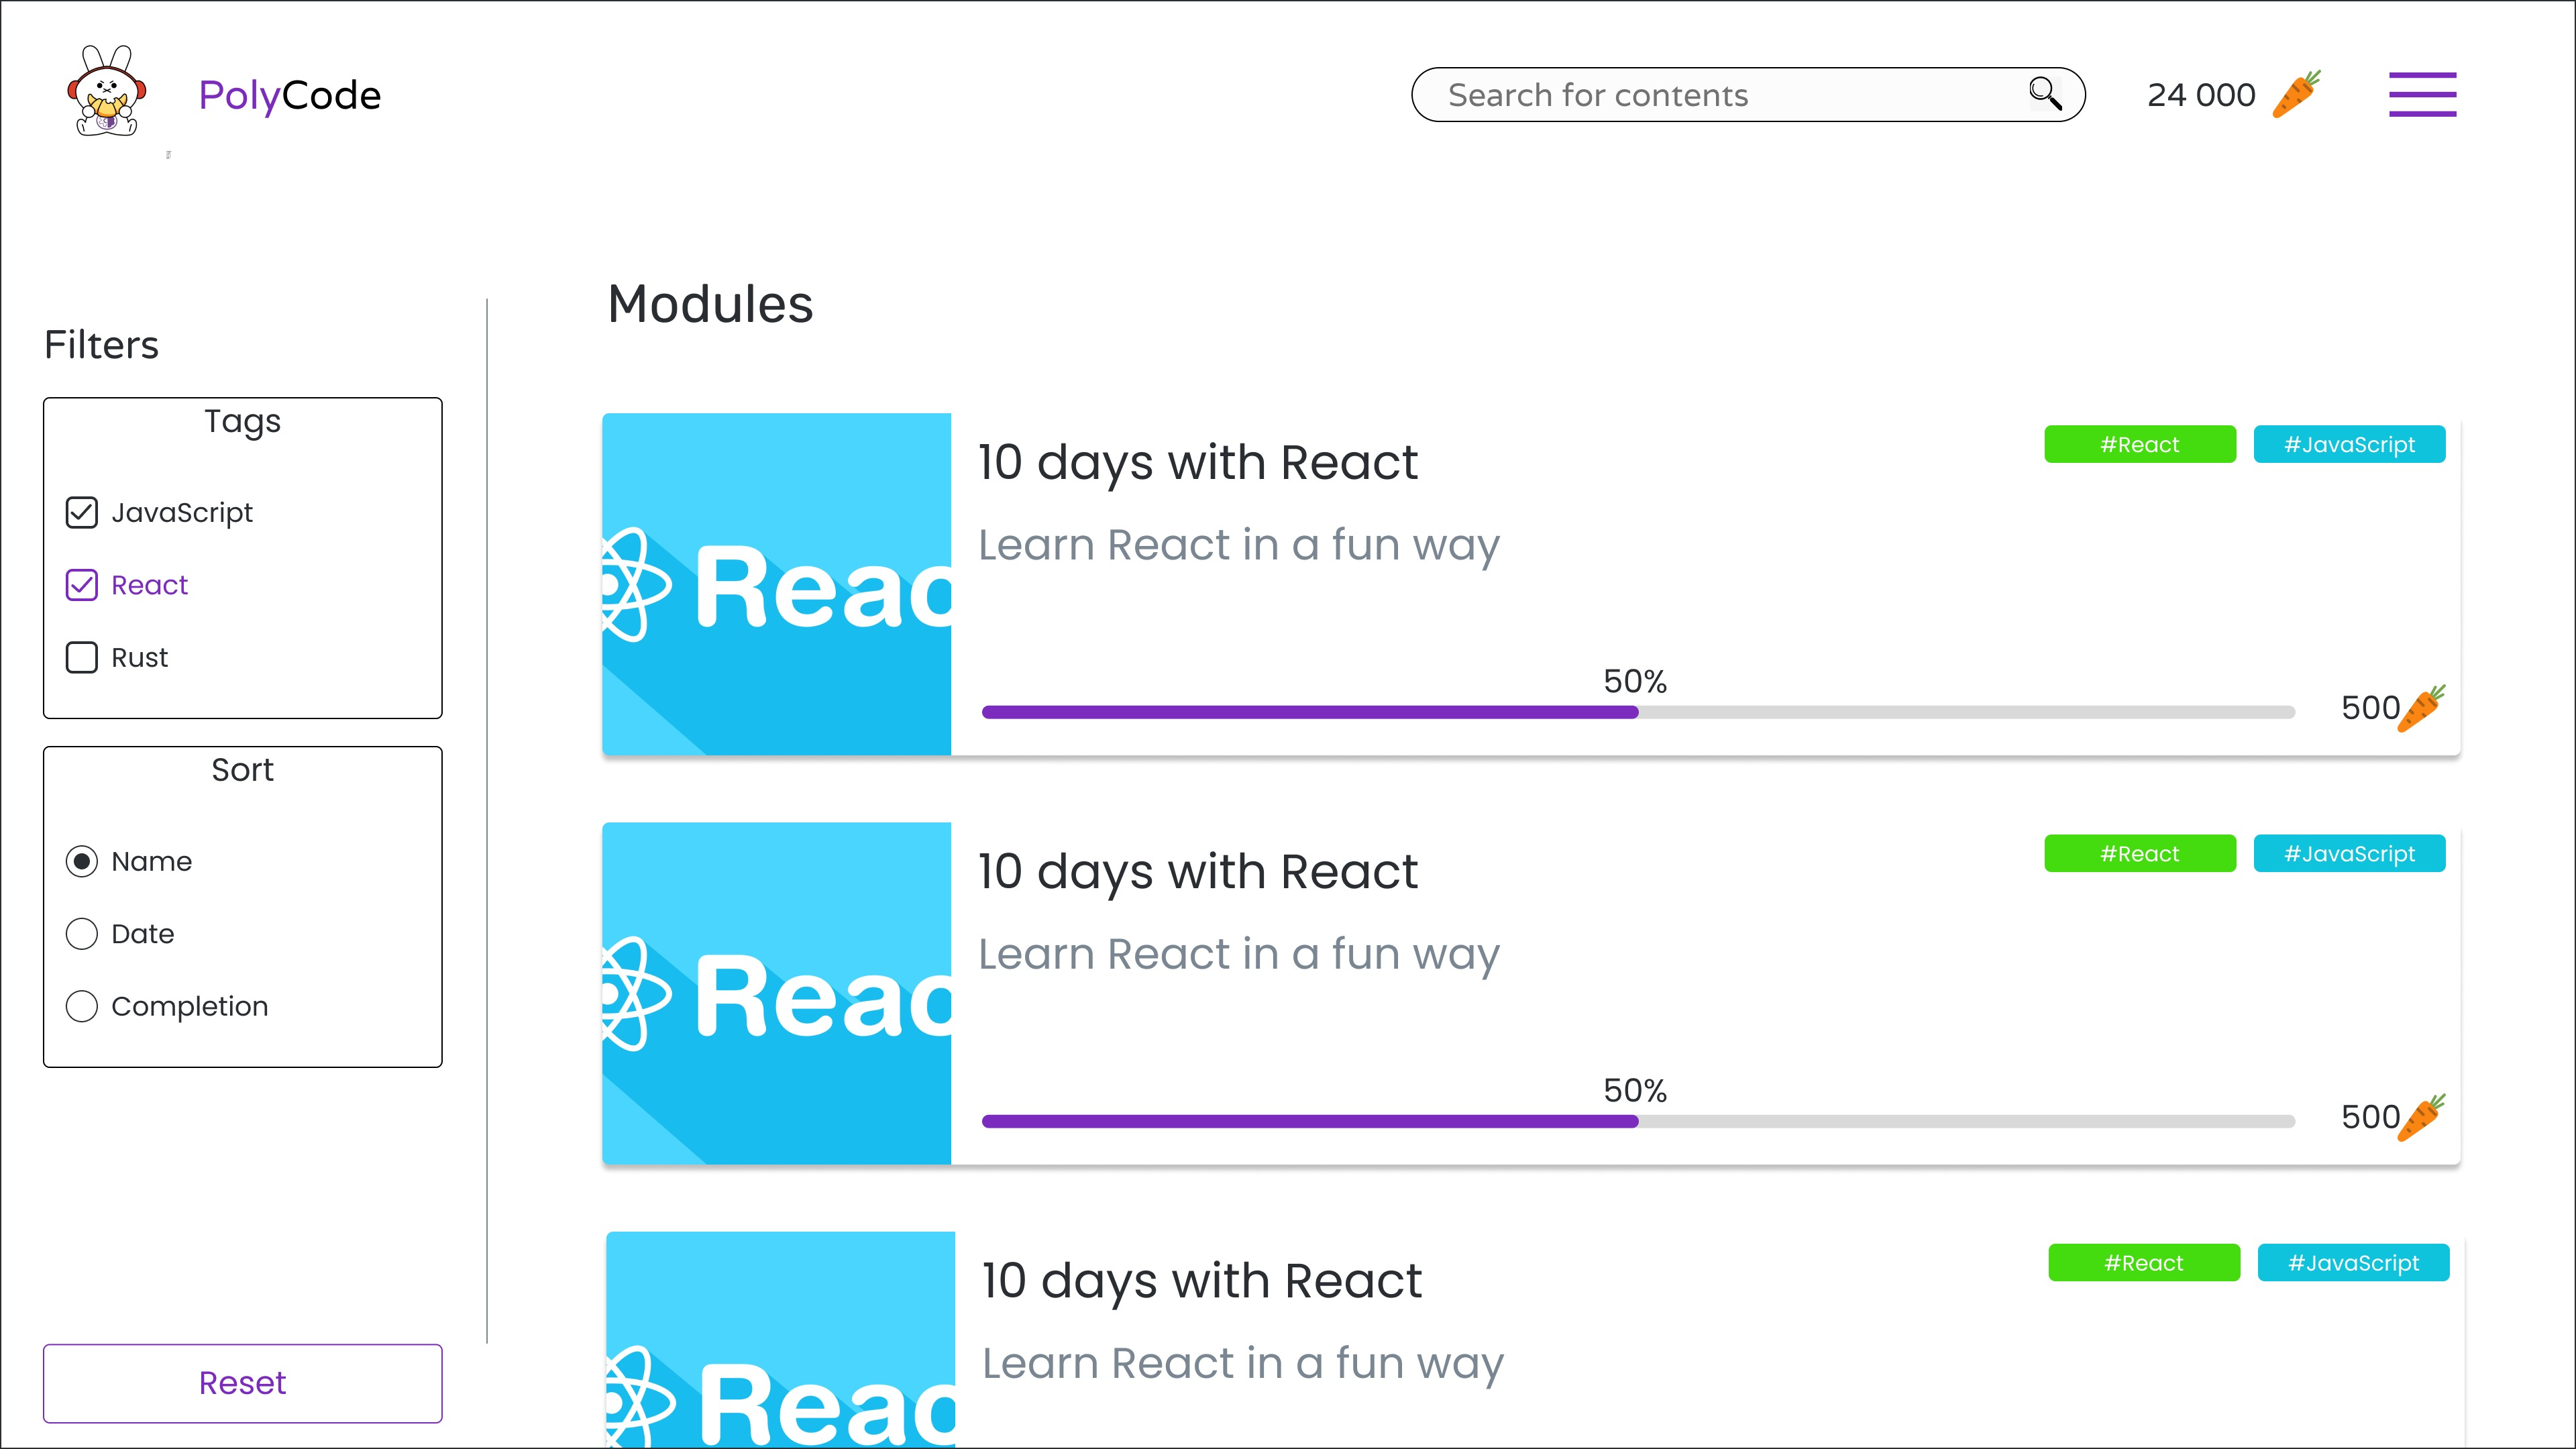 PolyCode
Search for contents
24 000
Modules
Filters
Tags
JavaScript
React
Rust
Sort
Name
Date
Completion
Reset
Reac
10 days with React
#React
#JavaScript
Learn React in a fun way
50%
500
Reac
10 days with React
#React
#JavaScript
Learn React in a fun way
50%
500
Reac
10 days with React
#React
#JavaScript
Learn React in a fun way